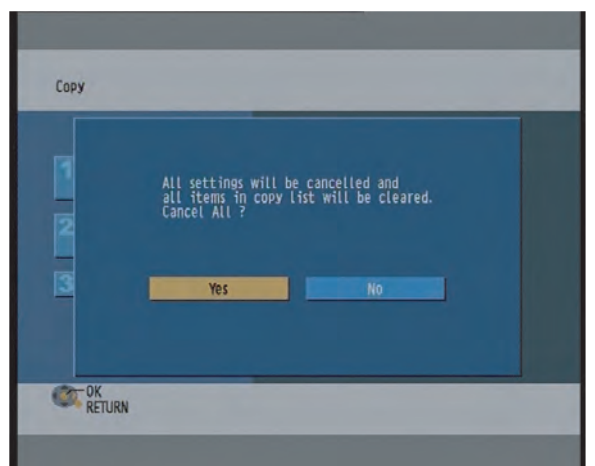 Copy
1
All settings will be cancelled and
all items in copy list will be cleared.
Cancel All ?
2
3
Yes No
OK
RETURN